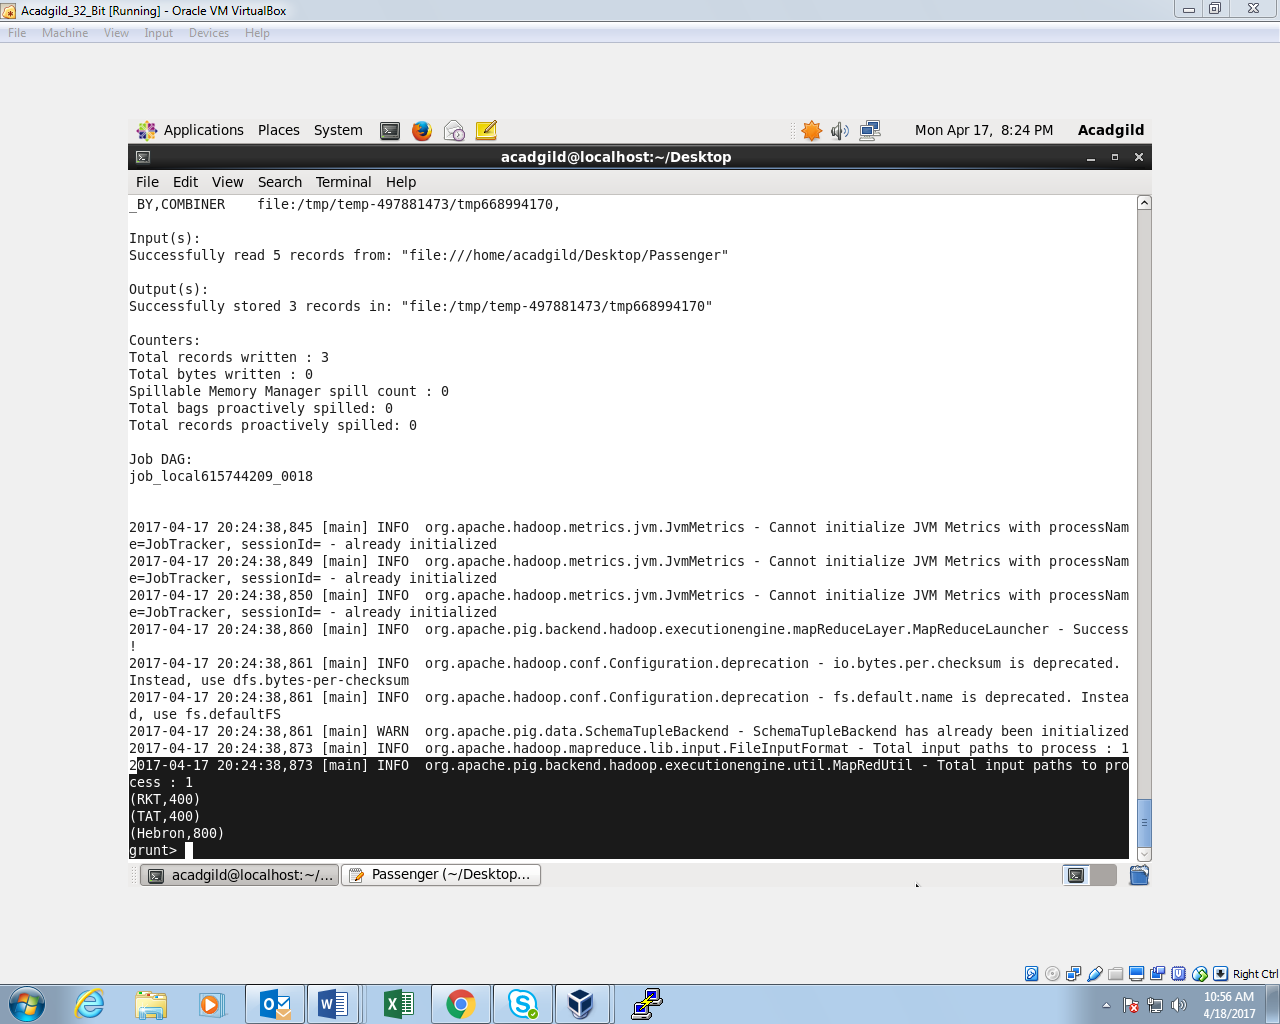 Acadgild_32_Bit [Running] - Oracle VM VirtualBox
File Machine View Input Devices Help
Applications Places System Mon Apr 17, 8:24 PM Acadgild
acadgild@localhost:~/Desktop
File Edit View Search Terminal Help
_BY,COMBINER    file:/tmp/temp-497881473/tmp668994170,
Input(s):
Successfully read 5 records from: "file:///home/acadgild/Desktop/Passenger"
Output(s):
Successfully stored 3 records in: "file:/tmp/temp-497881473/tmp668994170"
Counters:
Total records written : 3
Total bytes written : 0
Spillable Memory Manager spill count : 0
Total bags proactively spilled: 0
Total records proactively spilled: 0
Job DAG:
job_local615744209_0018
2017-04-17 20:24:38,845 [main] INFO  org.apache.hadoop.metrics.jvm.JvmMetrics - Cannot initialize JVM Metrics with processNam
e=JobTracker, sessionId= - already initialized
2017-04-17 20:24:38,849 [main] INFO  org.apache.hadoop.metrics.jvm.JvmMetrics - Cannot initialize JVM Metrics with processNam
e=JobTracker, sessionId= - already initialized
2017-04-17 20:24:38,850 [main] INFO  org.apache.hadoop.metrics.jvm.JvmMetrics - Cannot initialize JVM Metrics with processNam
e=JobTracker, sessionId= - already initialized
2017-04-17 20:24:38,860 [main] INFO  org.apache.pig.backend.hadoop.executionengine.mapReduceLayer.MapReduceLauncher - Success
!
2017-04-17 20:24:38,861 [main] INFO  org.apache.hadoop.conf.Configuration.deprecation - io.bytes.per.checksum is deprecated.
Instead, use dfs.bytes-per-checksum
2017-04-17 20:24:38,861 [main] INFO  org.apache.hadoop.conf.Configuration.deprecation - fs.default.name is deprecated. Instea
d, use fs.defaultFS
2017-04-17 20:24:38,861 [main] WARN  org.apache.pig.data.SchemaTupleBackend - SchemaTupleBackend has already been initialized
2017-04-17 20:24:38,873 [main] INFO  org.apache.hadoop.mapreduce.lib.input.FileInputFormat - Total input paths to process : 1
2017-04-17 20:24:38,873 [main] INFO  org.apache.pig.backend.hadoop.executionengine.util.MapRedUtil - Total input paths to pro
cess : 1
(RKT,400)
(TAT,400)
(Hebron,800)
grunt>
acadgild@localhost:~/... Passenger (~/Desktop...
Right Ctrl
10:56 AM
4/18/2017